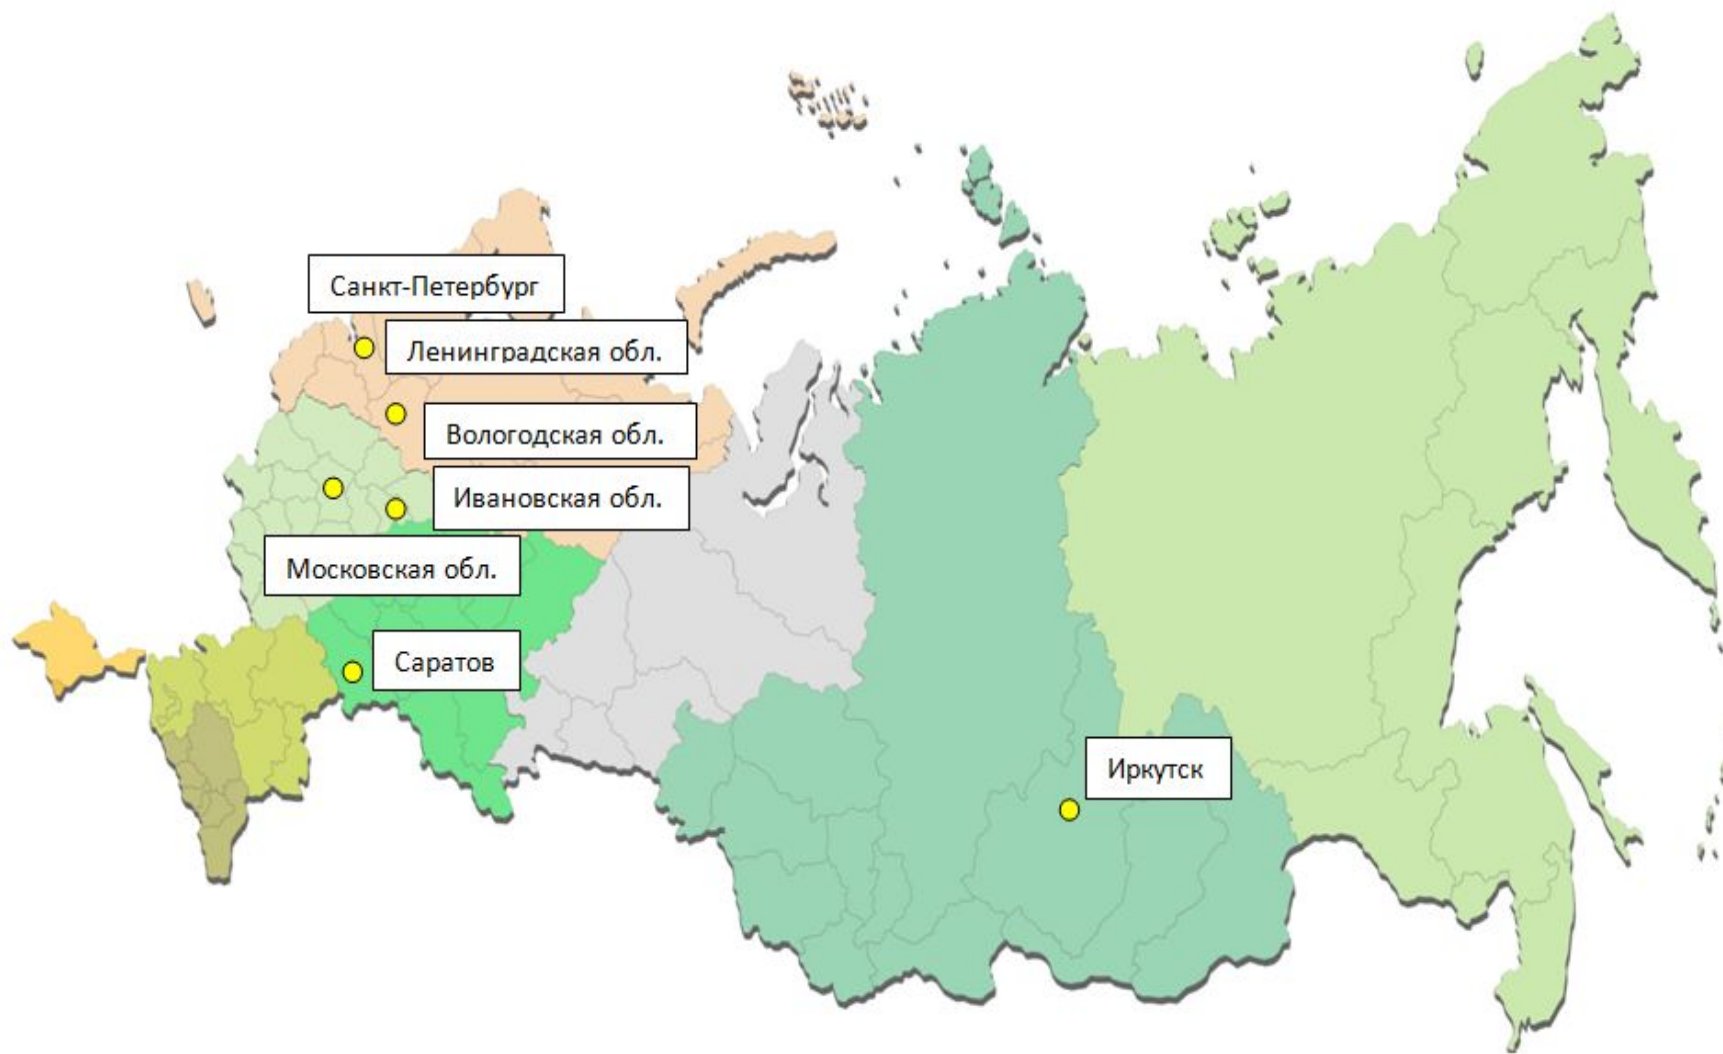 Санкт-Петербург
Ленинградская обл.
Вологодская обл.
Ивановская обл.
Московская обл.
Саратов
Иркутск